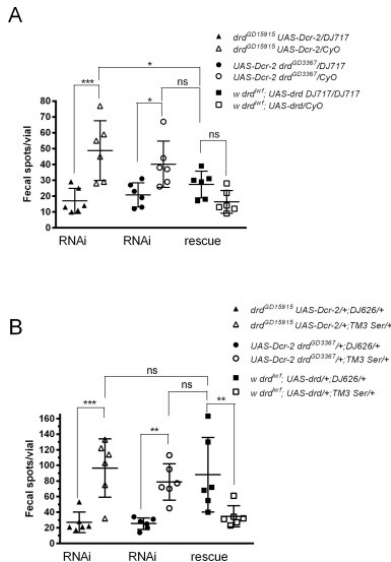 A
drd^GD15915 UAS-Dcr-2/DJ717
drd^GD15915 UAS-Dcr-2/CyO
UAS-Dcr-2 drd^GD3367/DJ717
UAS-Dcr-2 drd^GD3367/CyO
w drd^lwf; UAS-drd DJ717/DJ717
w drd^lwf; UAS-drd/CyO
*
ns
***
*
ns
Fecal spots/vial
80
70
60
50
40
30
20
10
0
RNAi
RNAi
rescue
B
drd^GD15915 UAS-Dcr-2/+;DJ626/+
drd^GD15915 UAS-Dcr-2/+;TM3 Ser/+
UAS-Dcr-2 drd^GD3367/+;DJ626/+
UAS-Dcr-2 drd^GD3367/+;TM3 Ser/+
w drd^lwf; UAS-drd/+;DJ626/+
w drd^lwf; UAS-drd/+;TM3 Ser/+
ns
ns
***
**
**
Fecal spots/vial
160
140
120
100
80
60
40
20
0
RNAi
RNAi
rescue